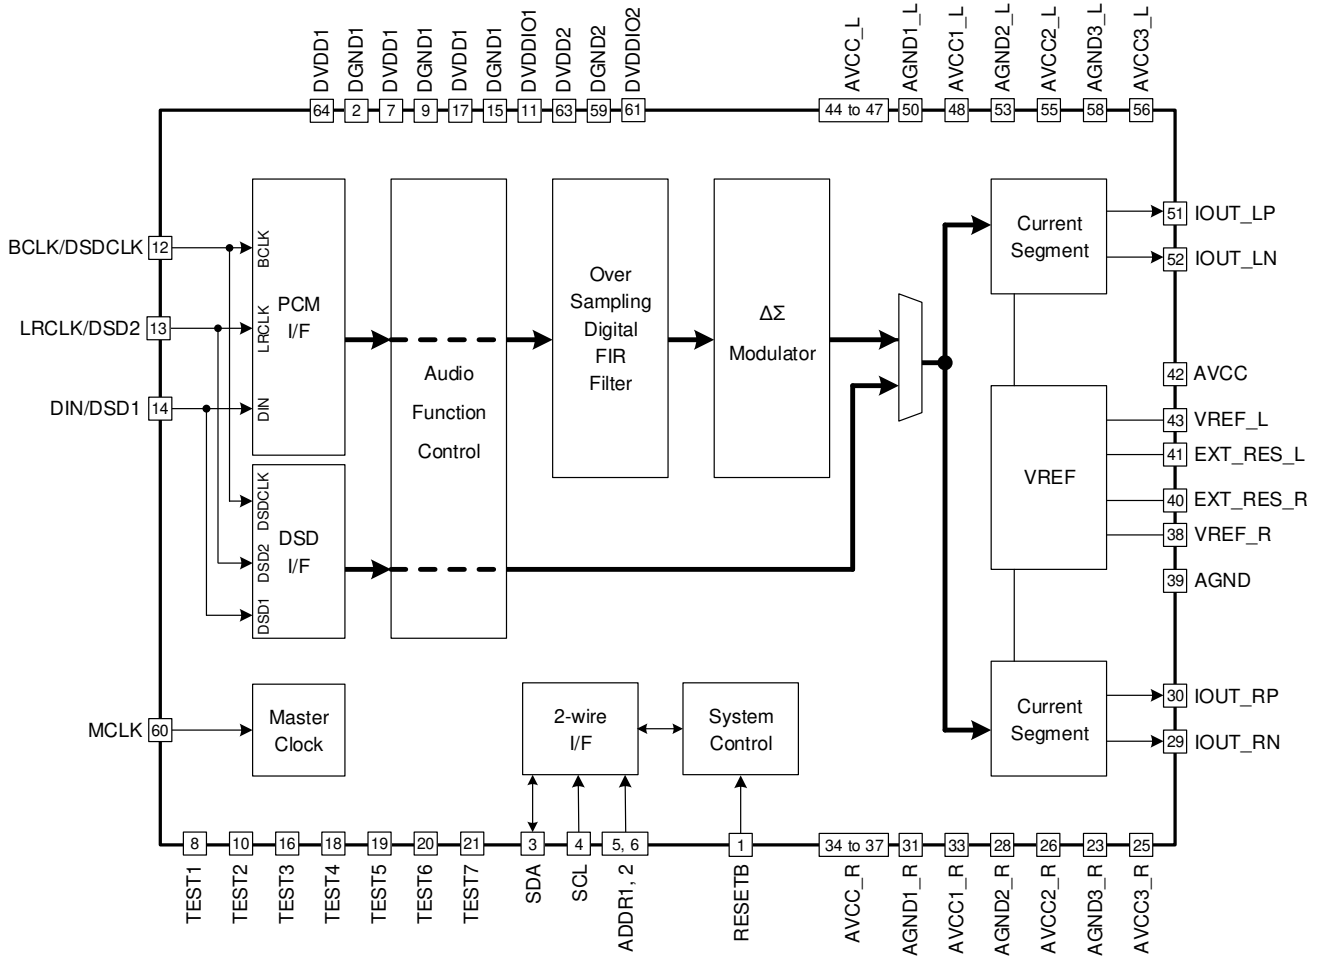 DVDD1
DGND1
DVDD1
DGND1
DVDD1
DGND1
DVDDIO1
DVDD2
DGND2
DVDDIO2
AVCC_L
AGND1_L
AVCC1_L
AGND2_L
AVCC2_L
AGND3_L
AVCC3_L
64
2
7
9
17
15
11
63
59
61
44 to 47
50
48
53
55
58
56
BCLK/DSDCLK
12
LRCLK/DSD2
13
DIN/DSD1
14
MCLK
60
BCLK
LRCLK
DIN
PCM
I/F
DSDCLK
DSD2
DSD1
DSD
I/F
Audio
Function
Control
Over
Sampling
Digital
FIR
Filter
ΔΣ
Modulator
Current
Segment
51
IOUT_LP
52
IOUT_LN
42
AVCC
VREF
43
VREF_L
41
EXT_RES_L
40
EXT_RES_R
38
VREF_R
39
AGND
Current
Segment
30
IOUT_RP
29
IOUT_RN
Master
Clock
2-wire
I/F
System
Control
8
10
16
18
19
20
21
3
4
5, 6
1
34 to 37
31
33
28
26
23
25
TEST1
TEST2
TEST3
TEST4
TEST5
TEST6
TEST7
SDA
SCL
ADDR1, 2
RESETB
AVCC_R
AGND1_R
AVCC1_R
AGND2_R
AVCC2_R
AGND3_R
AVCC3_R